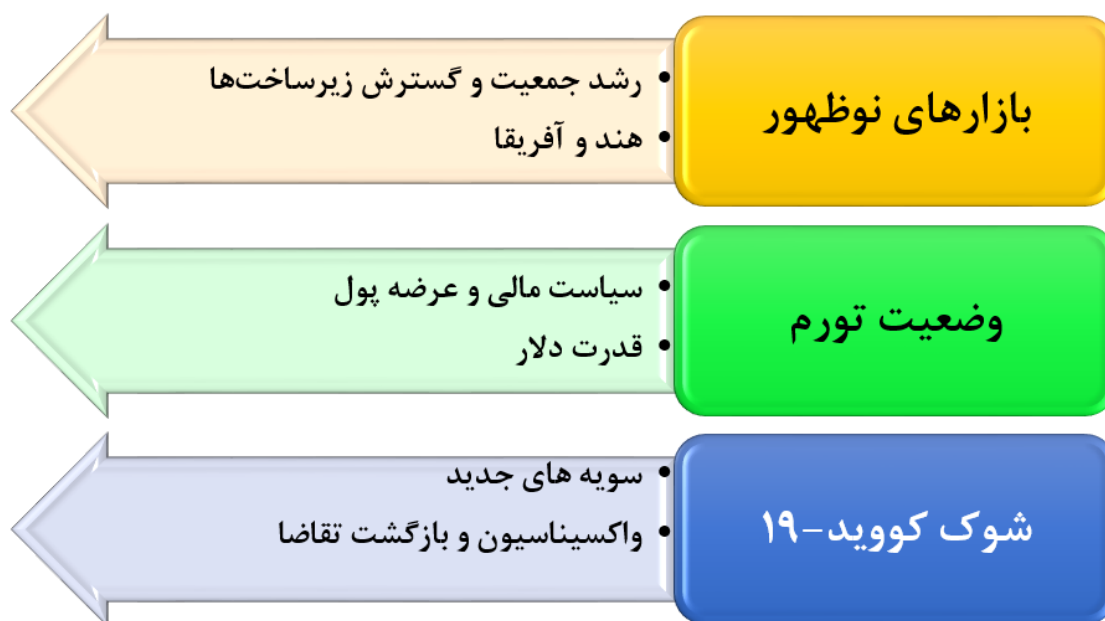 بازارهای نوظهور
• رشد جمعیت و گسترش زیرساخت‌ها
• هند و آفریقا
وضعیت تورم
• سیاست مالی و عرضه پول
• قدرت دلار
شوک کووید-۱۹
• سویه های جدید
• واکسیناسیون و بازگشت تقاضا